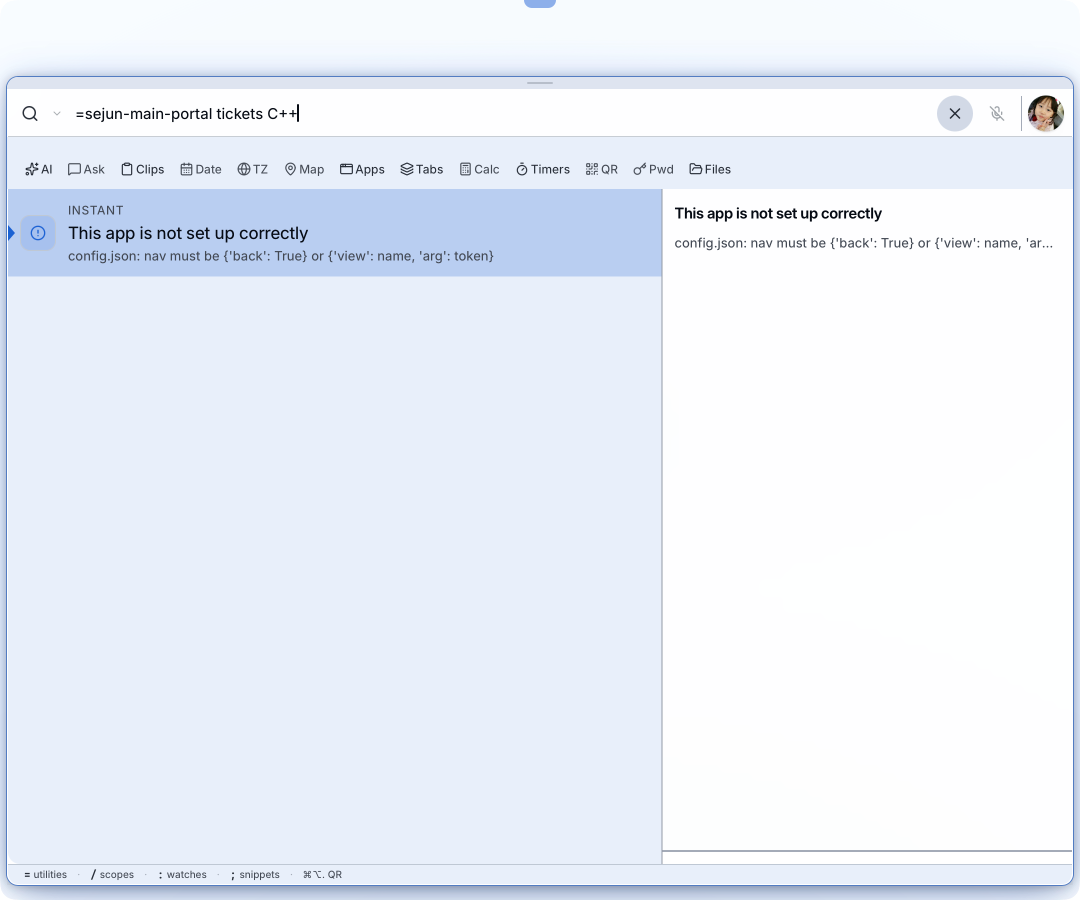 =sejun-main-portal tickets C++
AI Ask Clips Date TZ Map Apps Tabs Calc Timers QR Pwd Files
INSTANT
This app is not set up correctly
config.json: nav must be {'back': True} or {'view': name, 'arg': token}
This app is not set up correctly
config.json: nav must be {'back': True} or {'view': name, 'ar...
= utilities · / scopes · : watches · ; snippets · ⌘⌥. QR